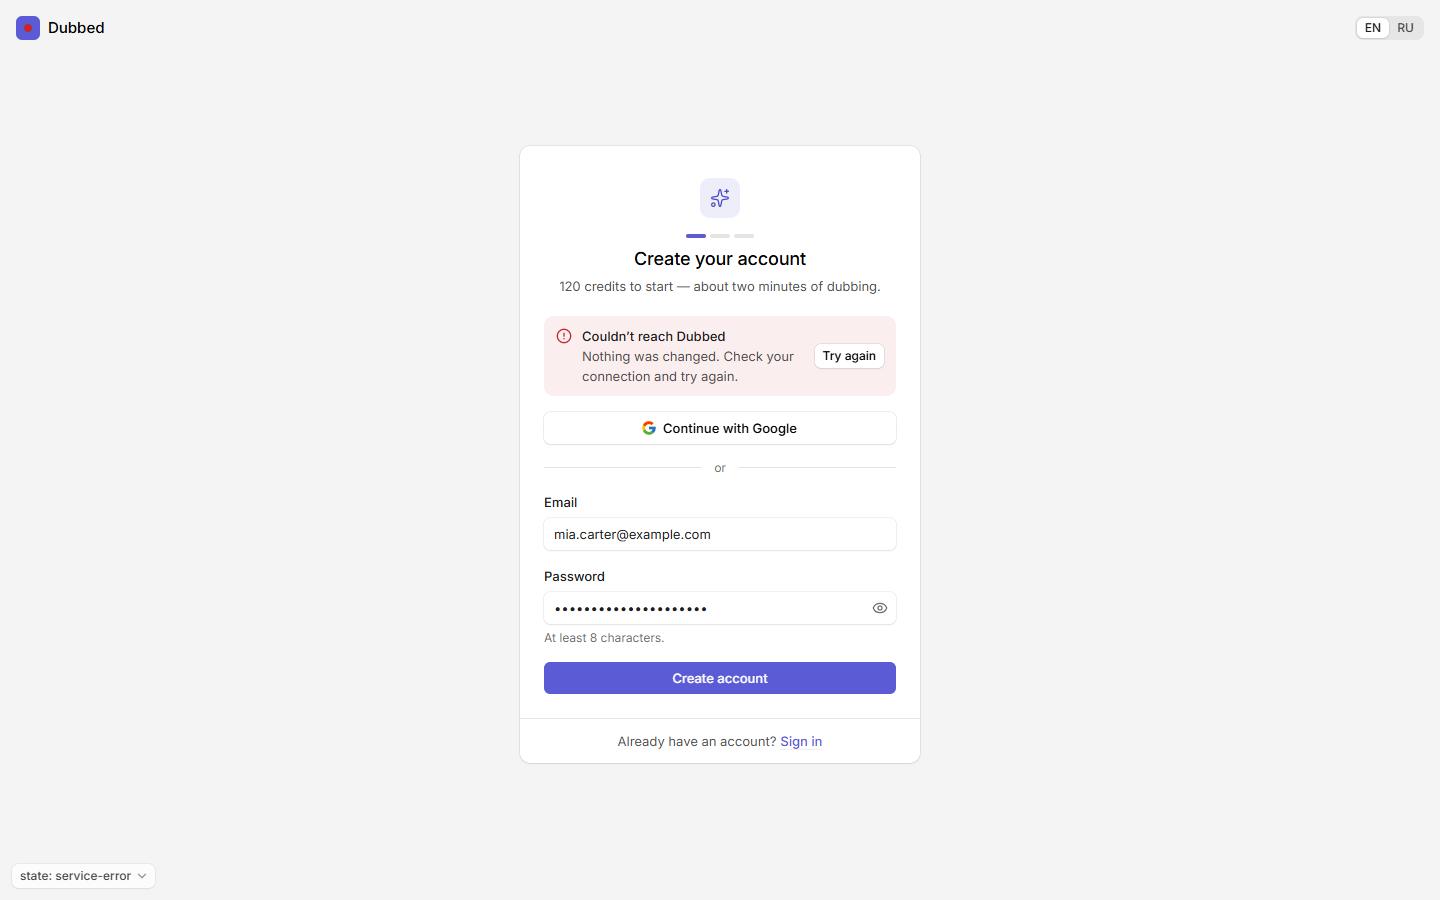 Dubbed
EN RU
Create your account
120 credits to start — about two minutes of dubbing.
Couldn’t reach Dubbed
Nothing was changed. Check your
connection and try again.
Try again
Continue with Google
or
Email
mia.carter@example.com
Password
•••••••••••••••••••••
At least 8 characters.
Create account
Already have an account? Sign in
state: service-error